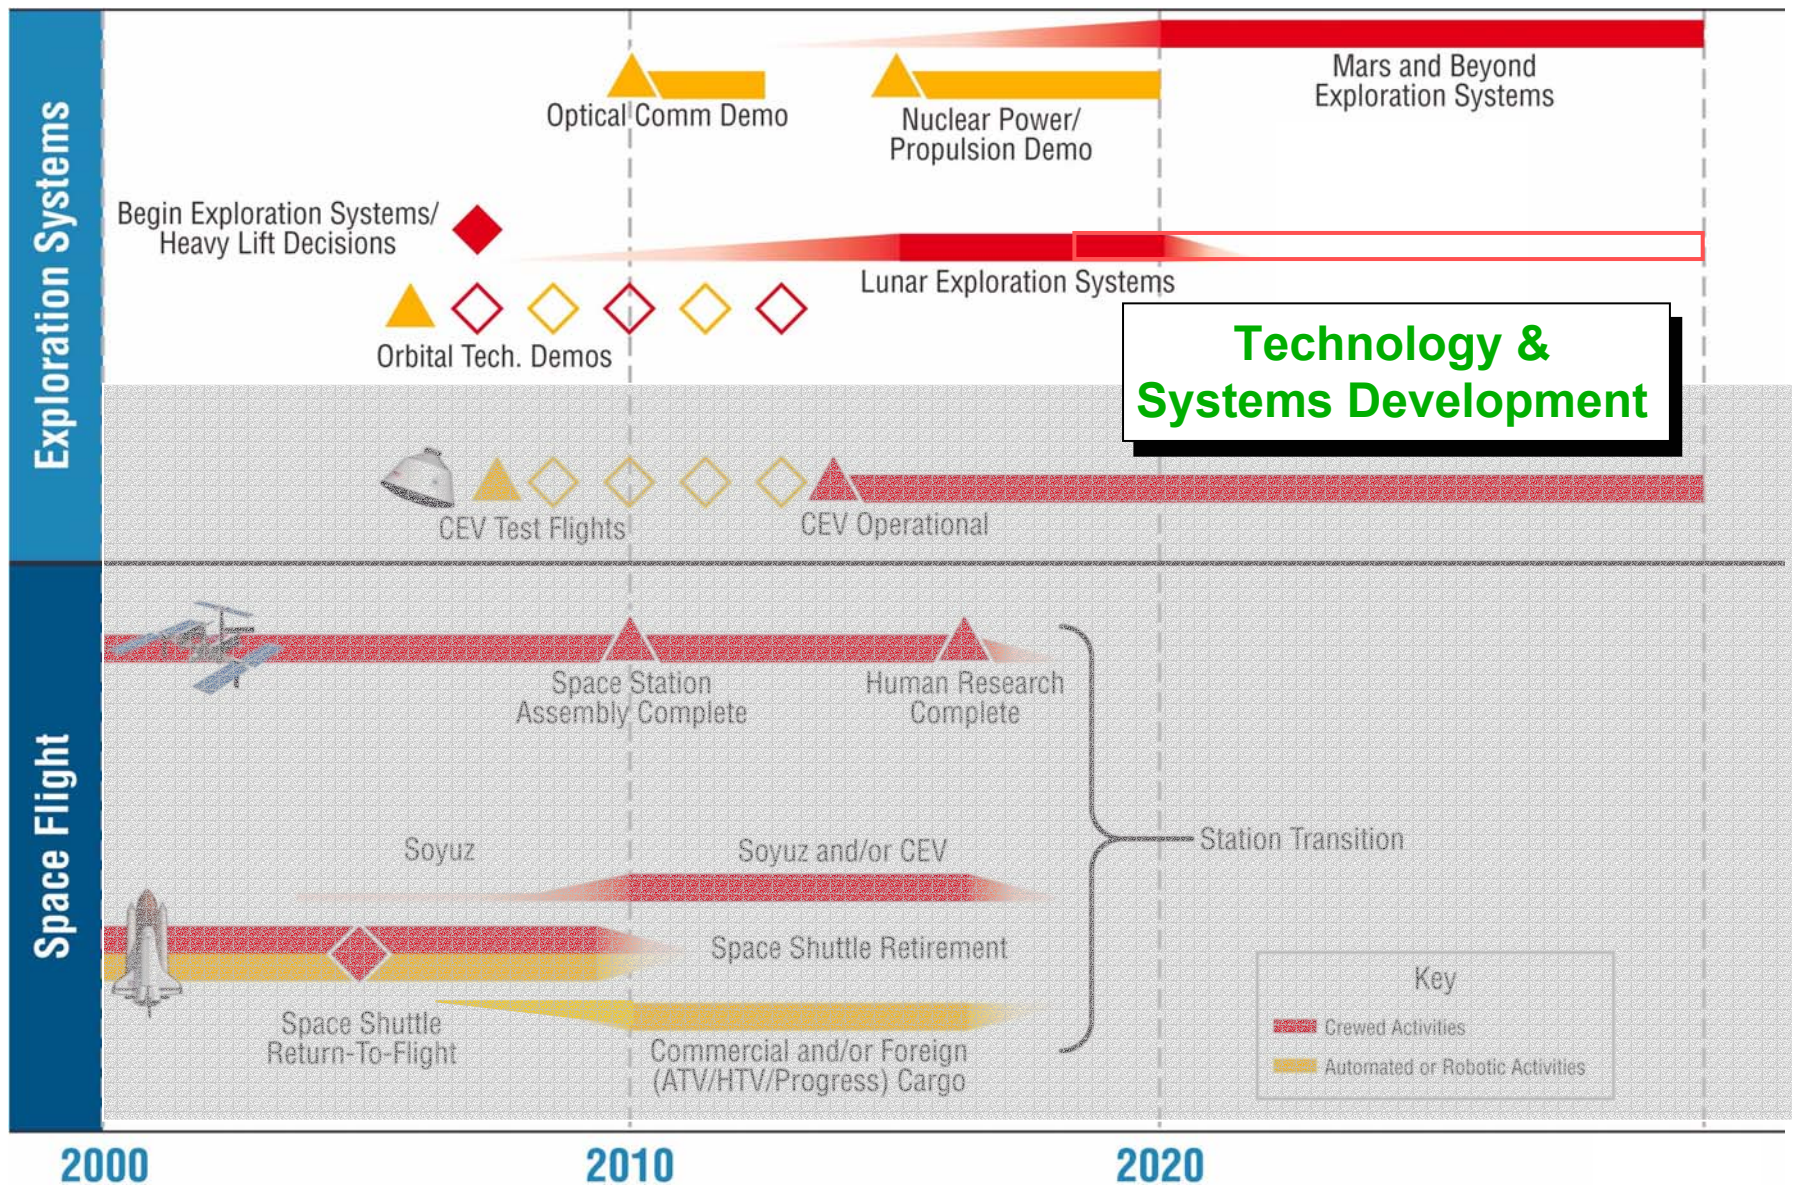 Exploration Systems
Mars and Beyond
Exploration Systems
Optical Comm Demo
Nuclear Power/
Propulsion Demo
Begin Exploration Systems/
Heavy Lift Decisions
Lunar Exploration Systems
Orbital Tech. Demos
Technology &
Systems Development
CEV Test Flights
CEV Operational
Space Flight
Space Station
Assembly Complete
Human Research
Complete
Soyuz
Soyuz and/or CEV
Station Transition
Space Shuttle Retirement
Space Shuttle
Return-To-Flight
Commercial and/or Foreign
(ATV/HTV/Progress) Cargo
Key
Crewed Activities
Automated or Robotic Activities
2000
2010
2020